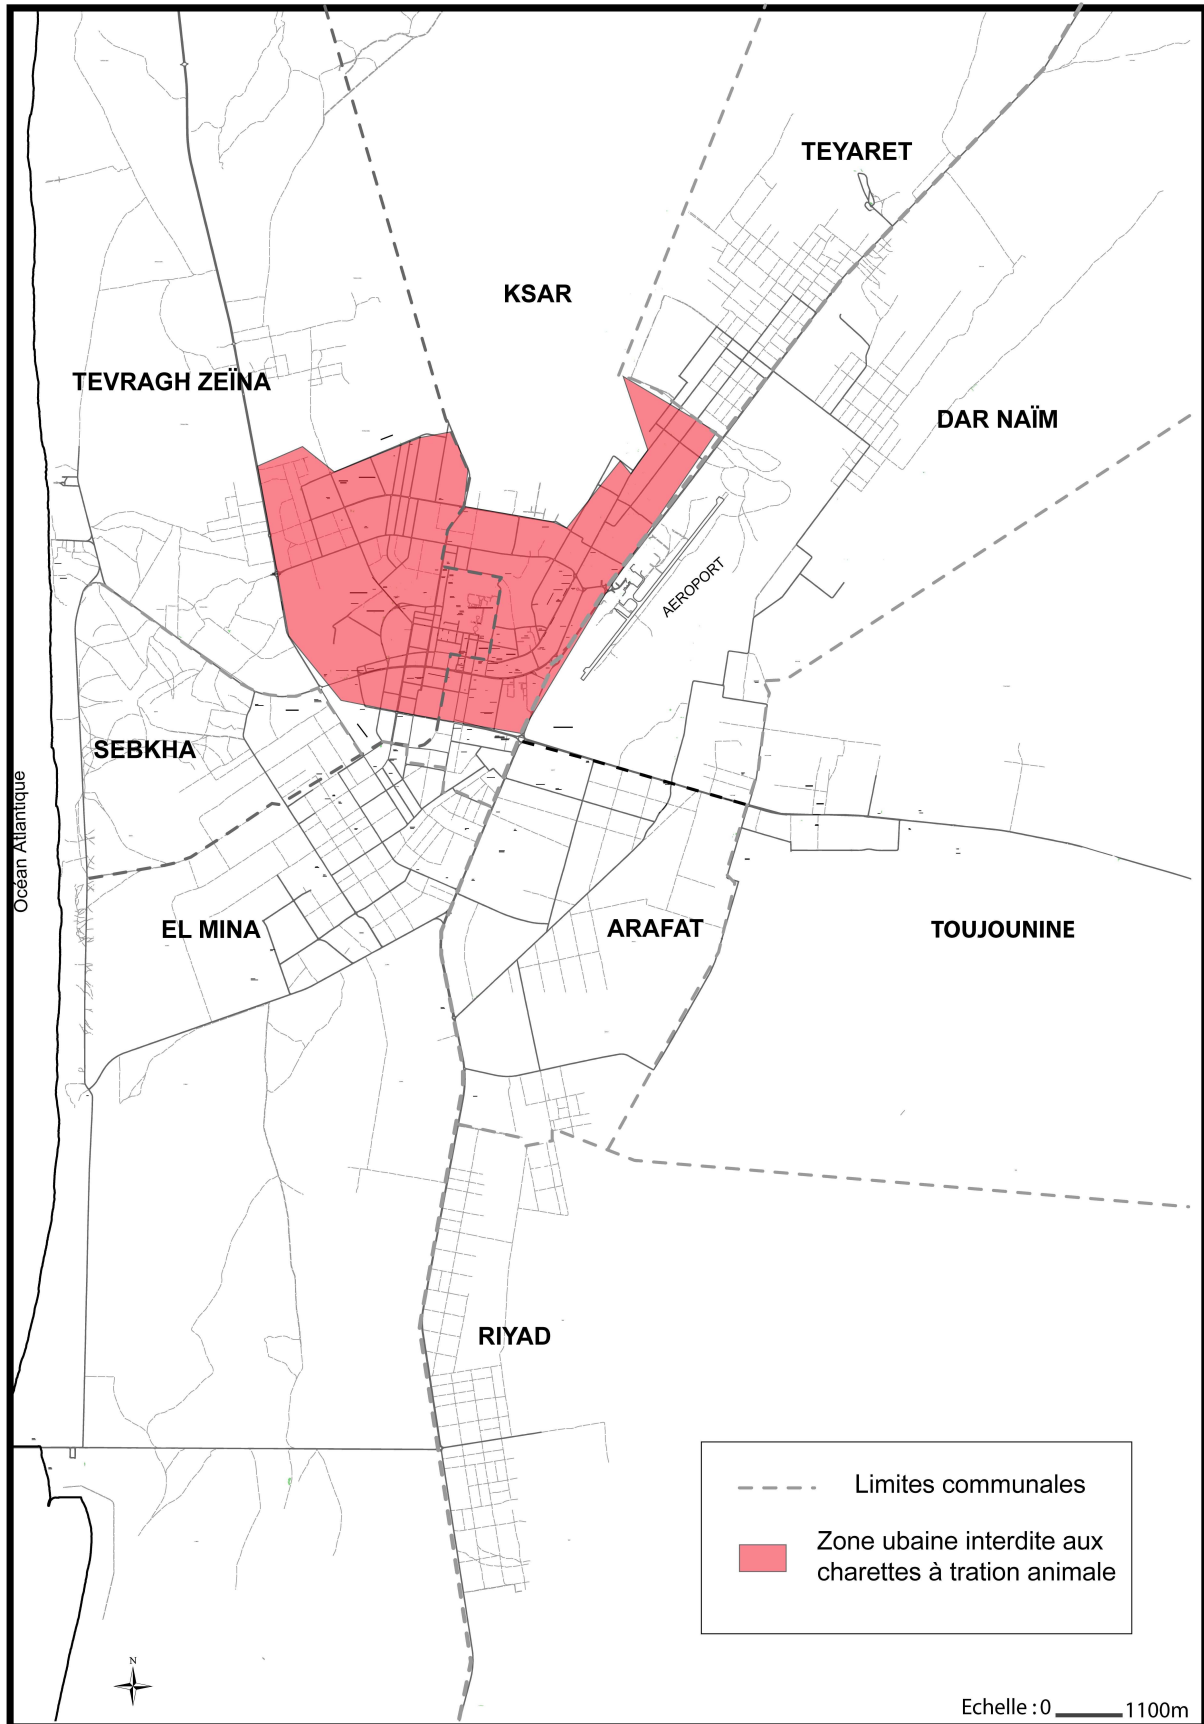 TEYARET
KSAR
TEVRAGH ZEÏNA
DAR NAÏM
AEROPORT
SEBKHA
Océan Atlantique
EL MINA
ARAFAT
TOUJOUNINE
RIYAD
Limites communales
Zone ubaine interdite aux
charettes à tration animale
N
Echelle : 0 1100m